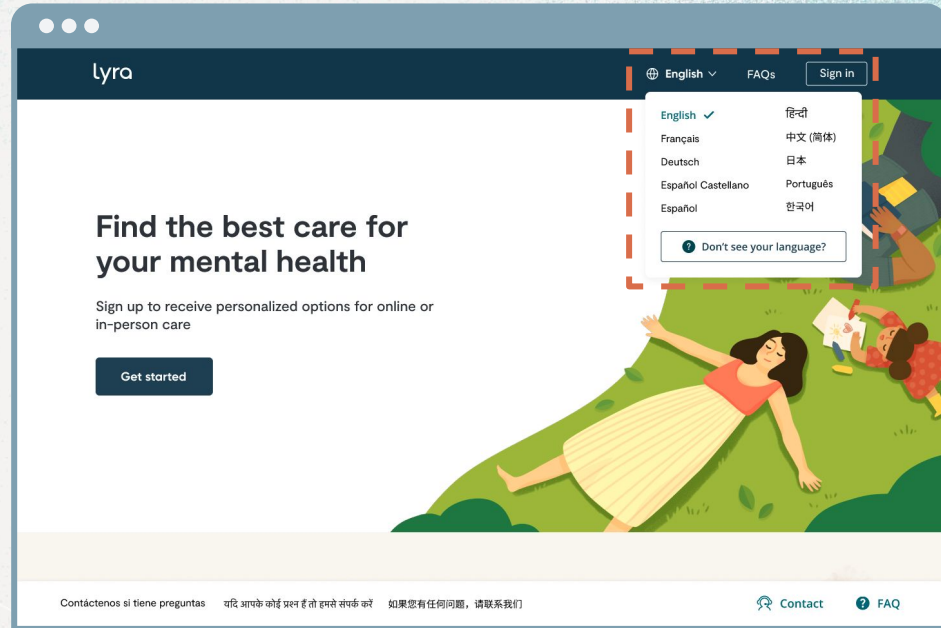 lyra
English
FAQs
Sign in
English
Français
Deutsch
Español Castellano
Español
हिन्दी
中文 (简体)
日本
Português
한국어
Don't see your language?
Find the best care for
your mental health
Sign up to receive personalized options for online or
in-person care
Get started
Contáctenos si tiene preguntas
यदि आपके कोई प्रश्न हैं तो हमसे संपर्क करें
如果您有任何问题，请联系我们
Contact
FAQ